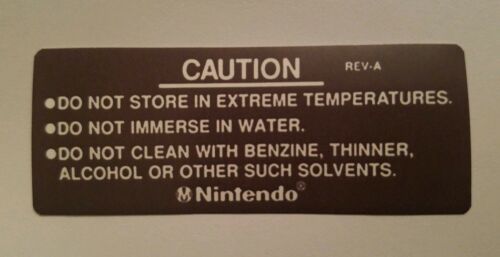 CAUTION REV-A
●DO NOT STORE IN EXTREME TEMPERATURES.
●DO NOT IMMERSE IN WATER.
●DO NOT CLEAN WITH BENZINE, THINNER,
ALCOHOL OR OTHER SUCH SOLVENTS.
Ⓜ Nintendo®